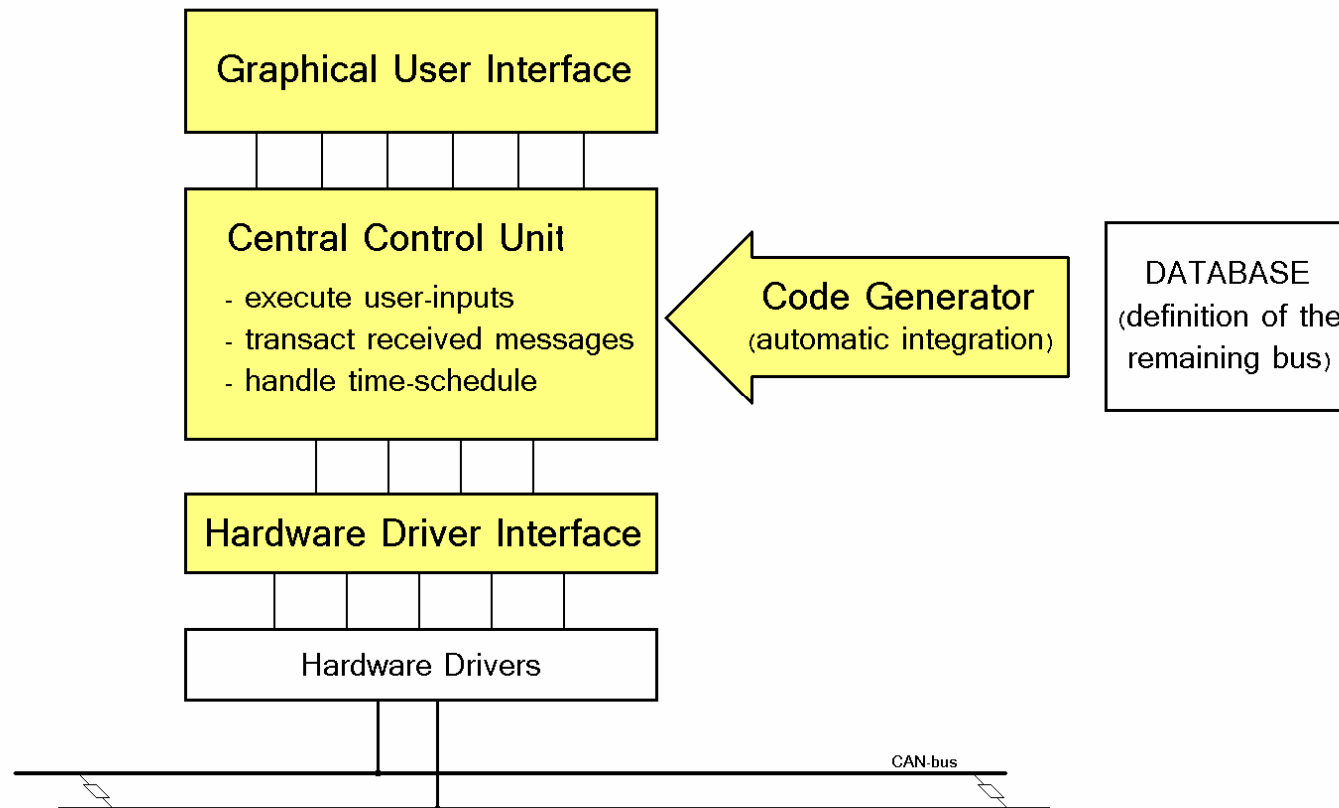 Graphical User Interface
Central Control Unit
- execute user-inputs
- transact received messages
- handle time-schedule
Code Generator
(automatic integration)
DATABASE
(definition of the
remaining bus)
Hardware Driver Interface
Hardware Drivers
CAN-bus